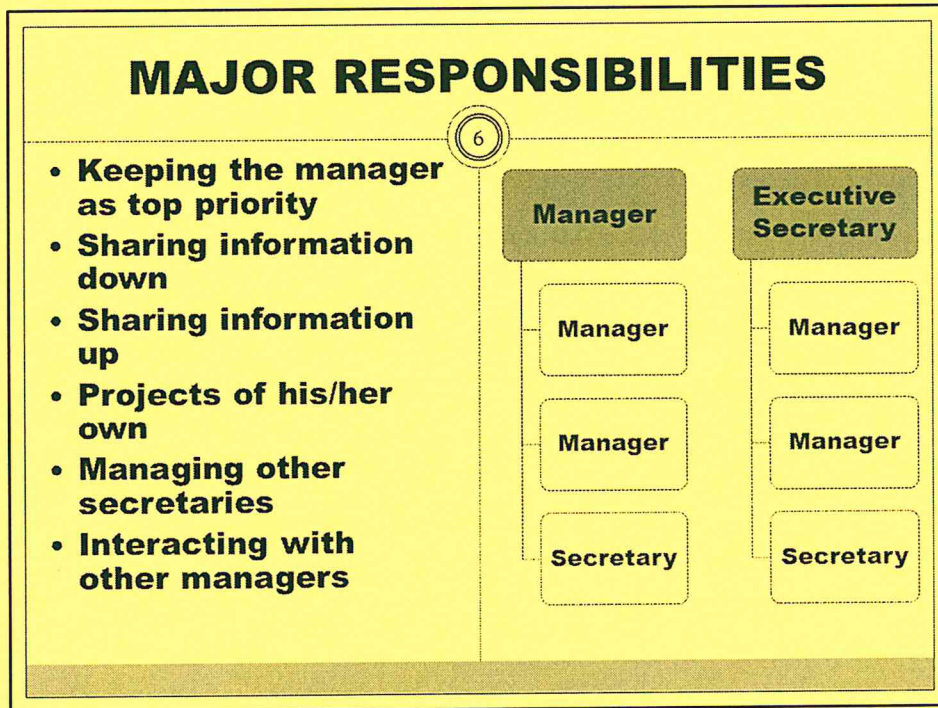 MAJOR RESPONSIBILITIES
6
• Keeping the manager
as top priority
• Sharing information
down
• Sharing information
up
• Projects of his/her
own
• Managing other
secretaries
• Interacting with
other managers
Manager
Manager
Manager
Secretary
Executive
Secretary
Manager
Manager
Secretary